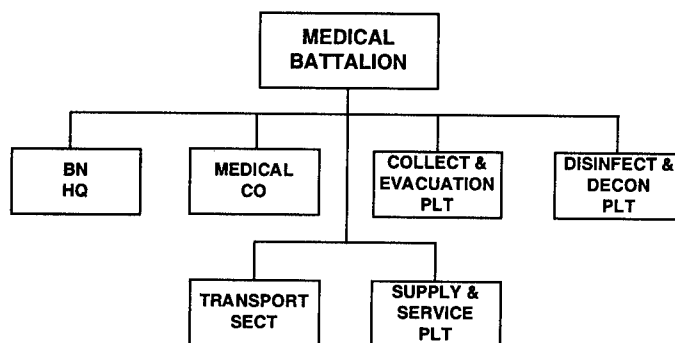 MEDICAL
BATTALION
BN
HQ
MEDICAL
CO
COLLECT &
EVACUATION
PLT
DISINFECT &
DECON
PLT
TRANSPORT
SECT
SUPPLY &
SERVICE
PLT